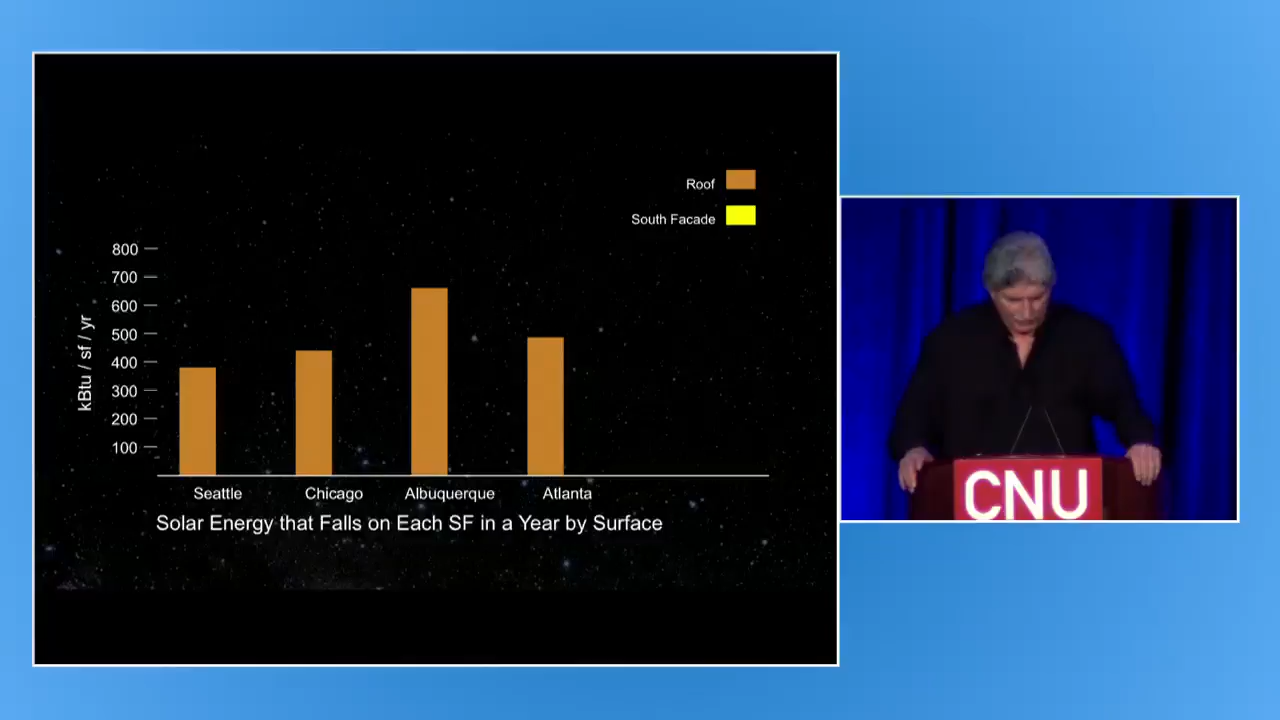 Roof
South Facade
800
700
600
500
400
300
200
100
kBtu / sf / yr
Seattle Chicago Albuquerque Atlanta
Solar Energy that Falls on Each SF in a Year by Surface
CNU